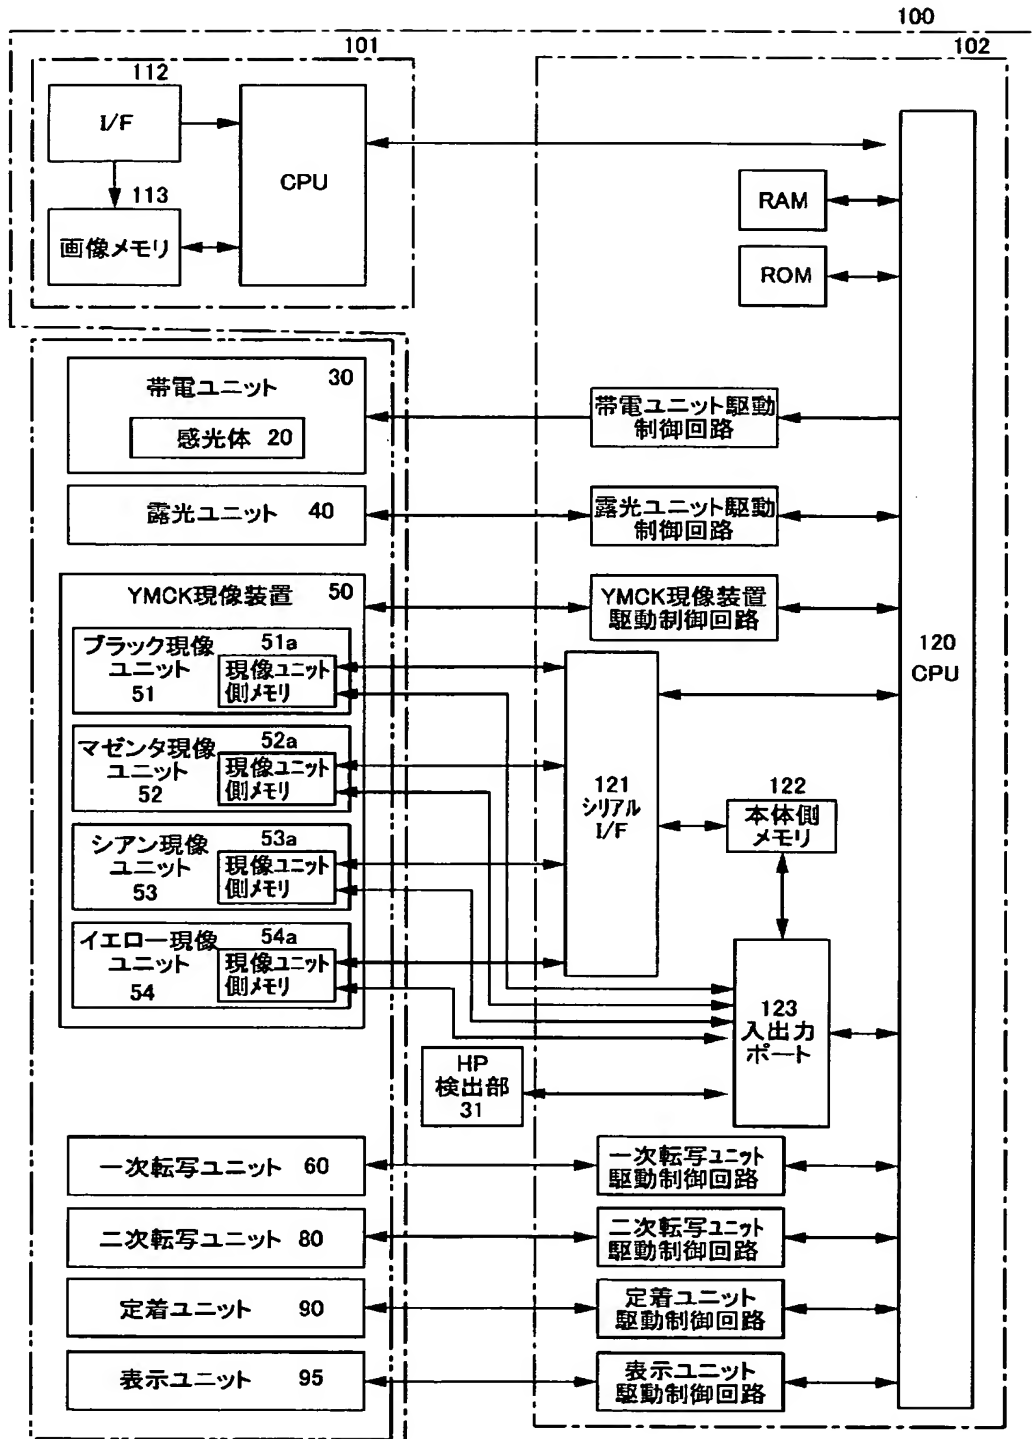 100
101
102
112
I/F
CPU
113
画像メモリ
RAM
ROM
帯電ユニット 30
感光体 20
帯電ユニット駆動
制御回路
露光ユニット 40
露光ユニット駆動
制御回路
YMCK現像装置 50
YMCK現像装置
駆動制御回路
120
CPU
ブラック現像
ユニット
51
51a
現像ユニット
側メモリ
マゼンタ現像
ユニット
52
52a
現像ユニット
側メモリ
シアン現像
ユニット
53
53a
現像ユニット
側メモリ
イエロー現像
ユニット
54
54a
現像ユニット
側メモリ
121
シリアル
I/F
122
本体側
メモリ
123
入出力
ポート
HP
検出部
31
一次転写ユニット 60
一次転写ユニット
駆動制御回路
二次転写ユニット 80
二次転写ユニット
駆動制御回路
定着ユニット 90
定着ユニット
駆動制御回路
表示ユニット 95
表示ユニット
駆動制御回路